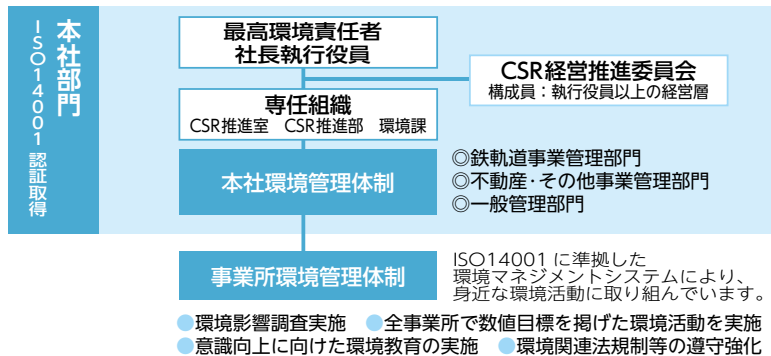 本社部門
ISO14001 認証取得
最高環境責任者
社長執行役員
CSR経営推進委員会
構成員：執行役員以上の経営層
専任組織
CSR推進室　CSR推進部　環境課
本社環境管理体制
◎鉄軌道事業管理部門
◎不動産・その他事業管理部門
◎一般管理部門
事業所環境管理体制
ISO14001 に準拠した
環境マネジメントシステムにより、
身近な環境活動に取り組んでいます。
●環境影響調査実施　●全事業所で数値目標を掲げた環境活動を実施
●意識向上に向けた環境教育の実施　●環境関連法規制等の遵守強化